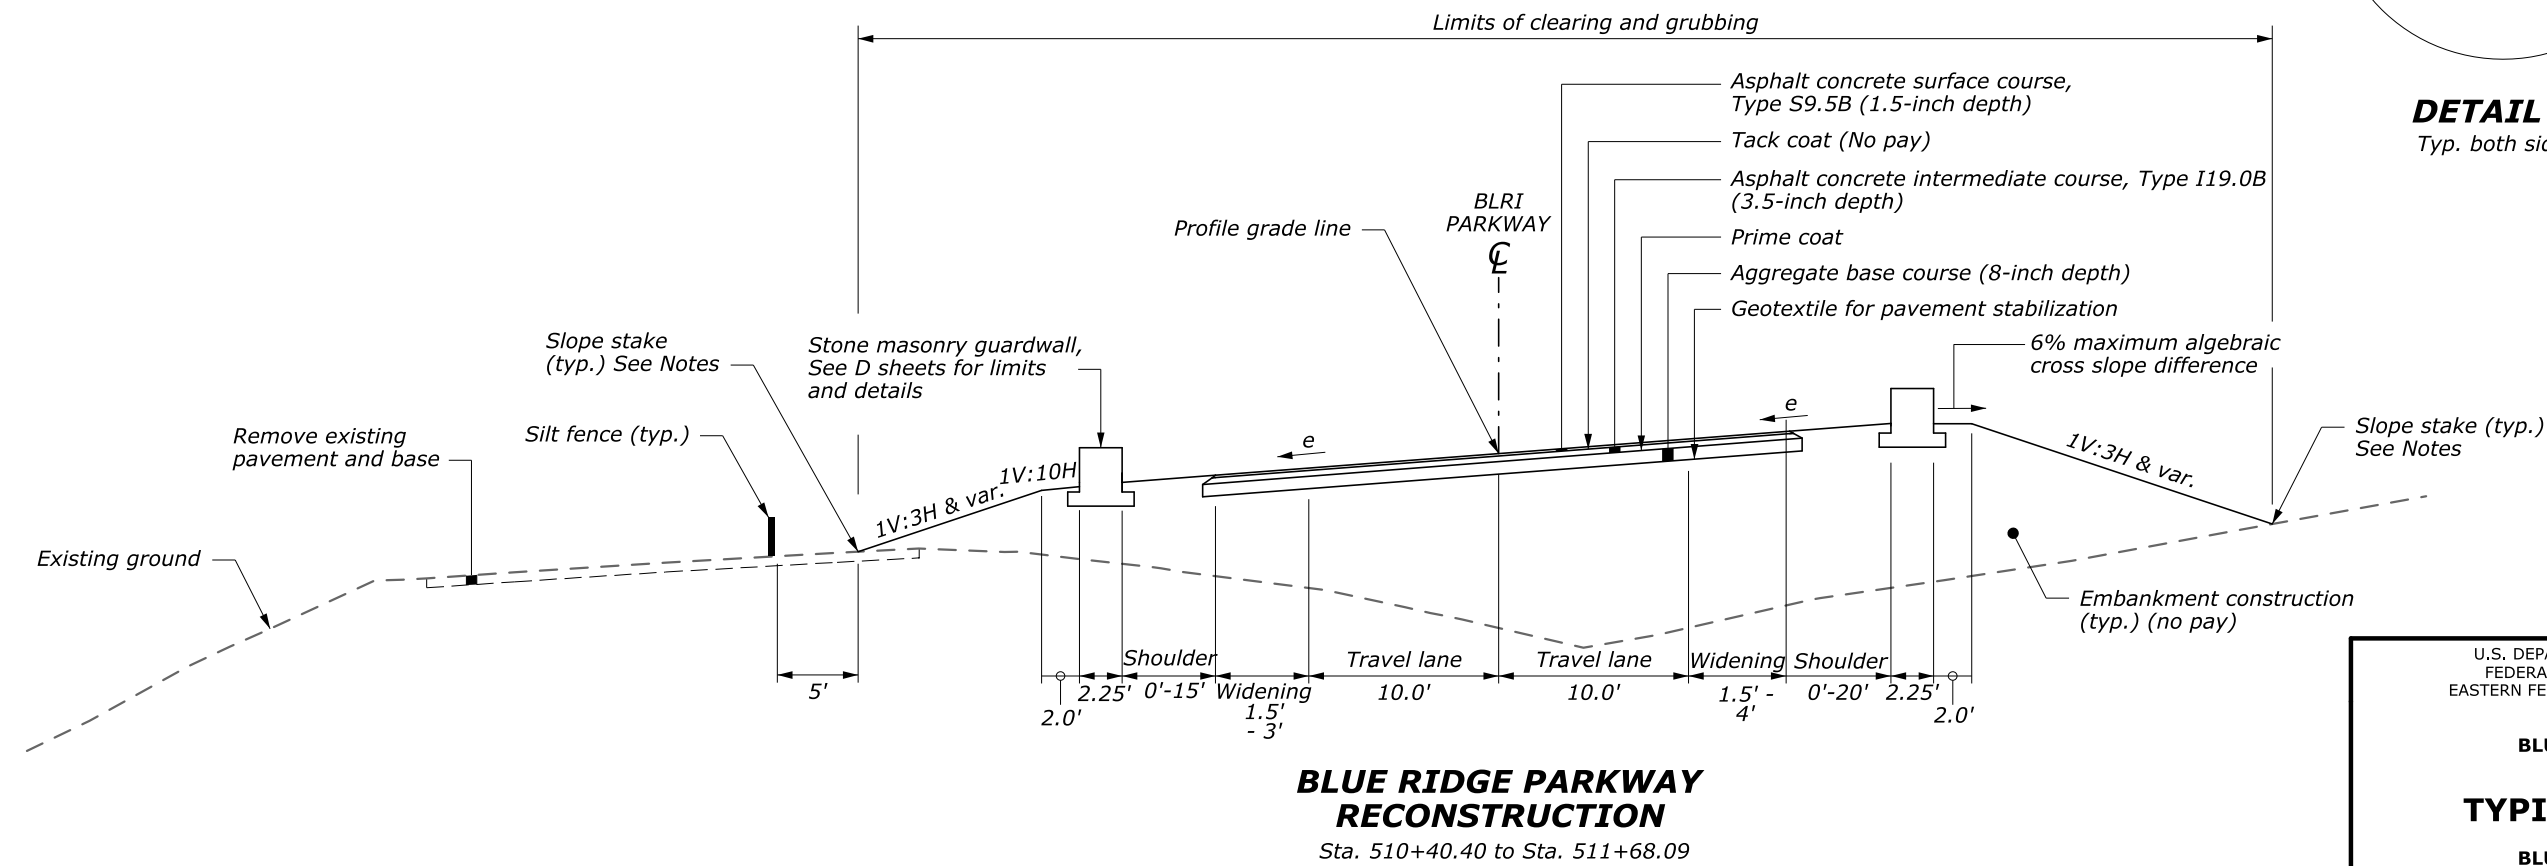 Limits of clearing and grubbing
Asphalt concrete surface course,
Type S9.5B (1.5-inch depth)
Tack coat (No pay)
Asphalt concrete intermediate course, Type I19.0B
(3.5-inch depth)
Prime coat
Aggregate base course (8-inch depth)
Geotextile for pavement stabilization
DETAIL
Typ. both
BLRI
PARKWAY
℄
Profile grade line
6% maximum algebraic
cross slope difference
Slope stake
(typ.) See Notes
Stone masonry guardwall,
See D sheets for limits
and details
Silt fence (typ.)
Remove existing
pavement and base
Existing ground
1V:3H & var.
1V:10H
e
e
1V:3H & var.
Slope stake (typ.)
See Notes
Embankment construction
(typ.) (no pay)
5'
2.0'
2.25'
Shoulder
0'-15'
Widening
1.5'
- 3'
Travel lane
10.0'
Travel lane
10.0'
Widening
1.5' -
4'
Shoulder
0'-20'
2.25'
2.0'
BLUE RIDGE PARKWAY
RECONSTRUCTION
Sta. 510+40.40 to Sta. 511+68.09
U.S.
EASTERN